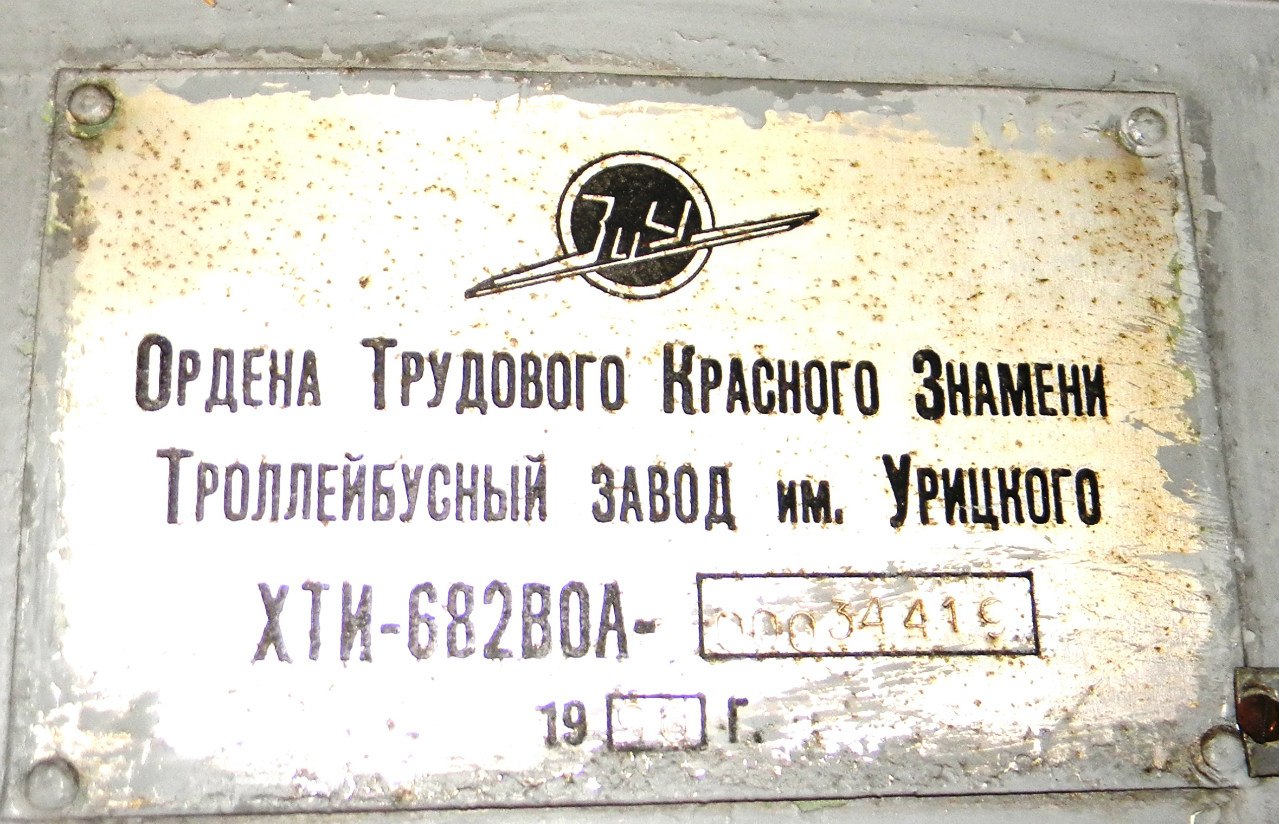 ЗиУ
Ордена Трудового Красного Знамени
Троллейбусный завод им. Урицкого
ХТИ-682В0А-
19 г.